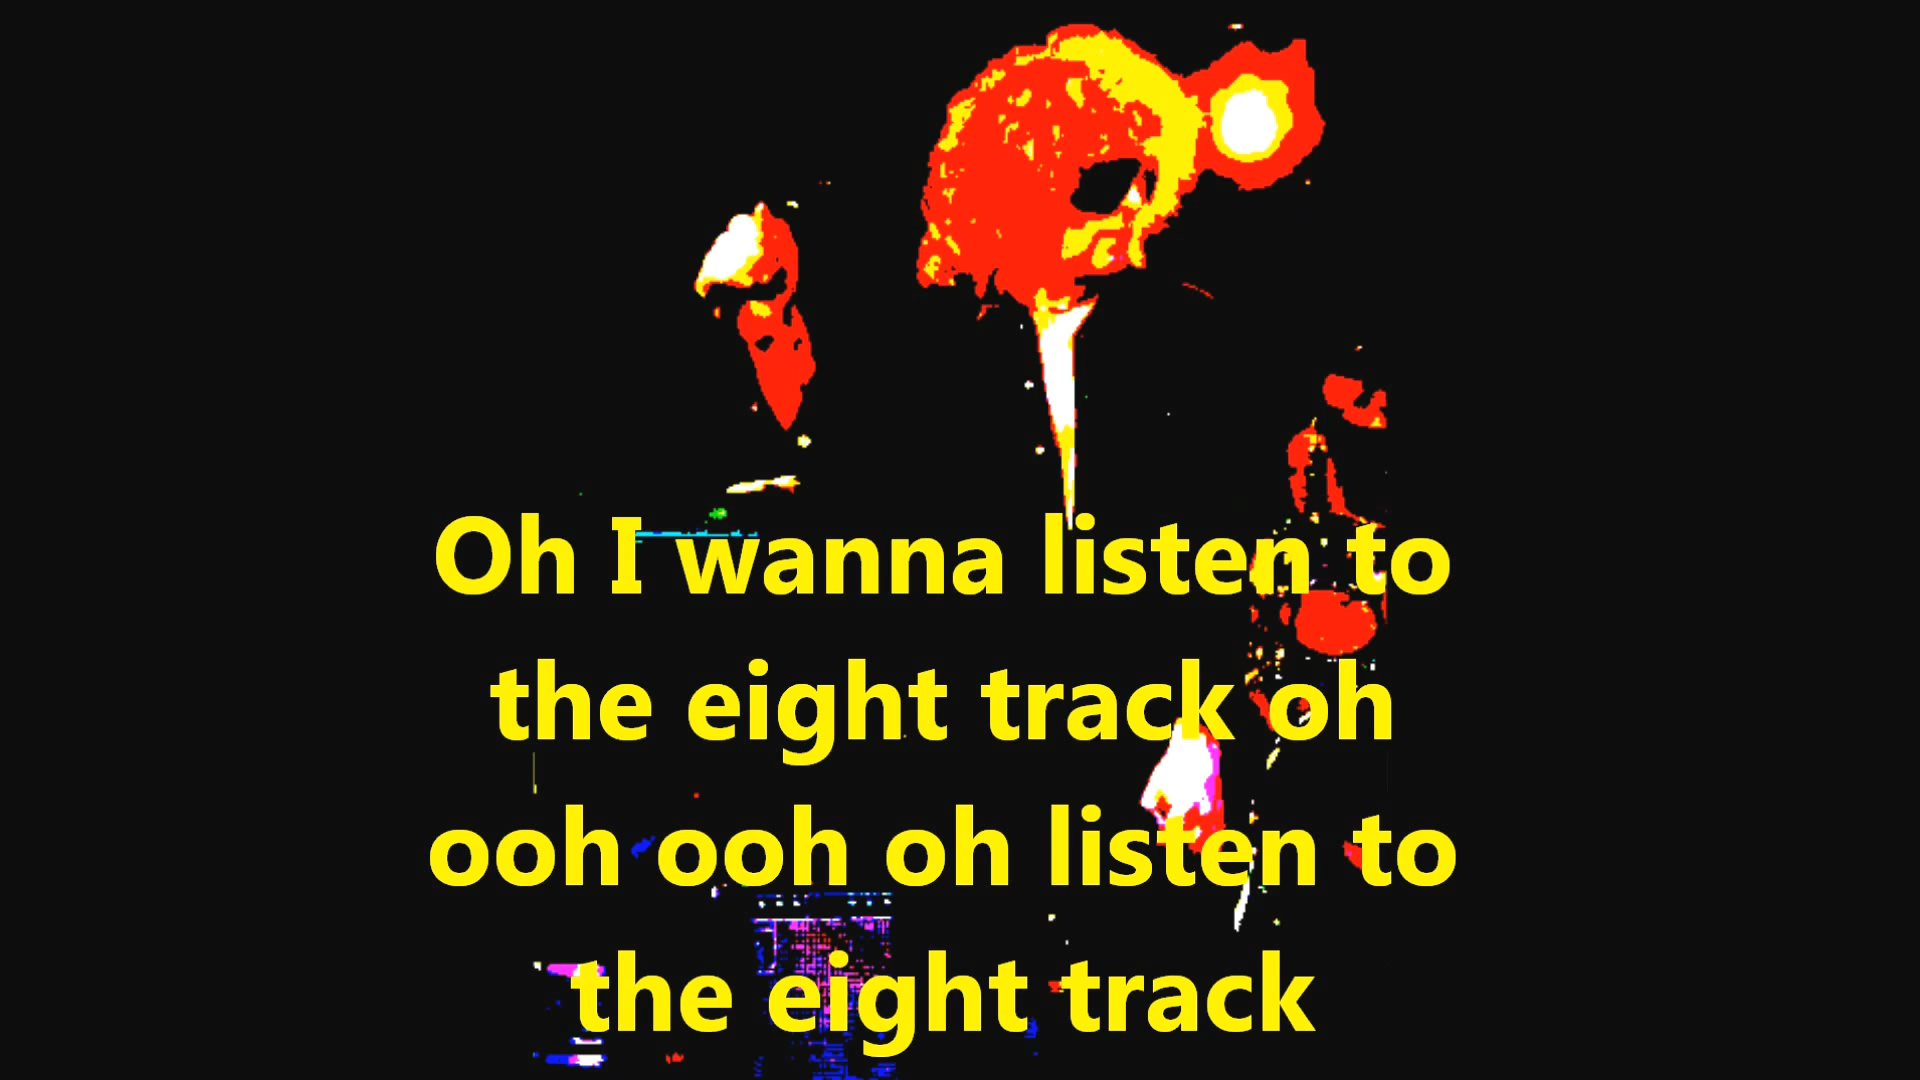 Oh I wanna listen to
the eight track oh
ooh ooh oh listen to
the eight track